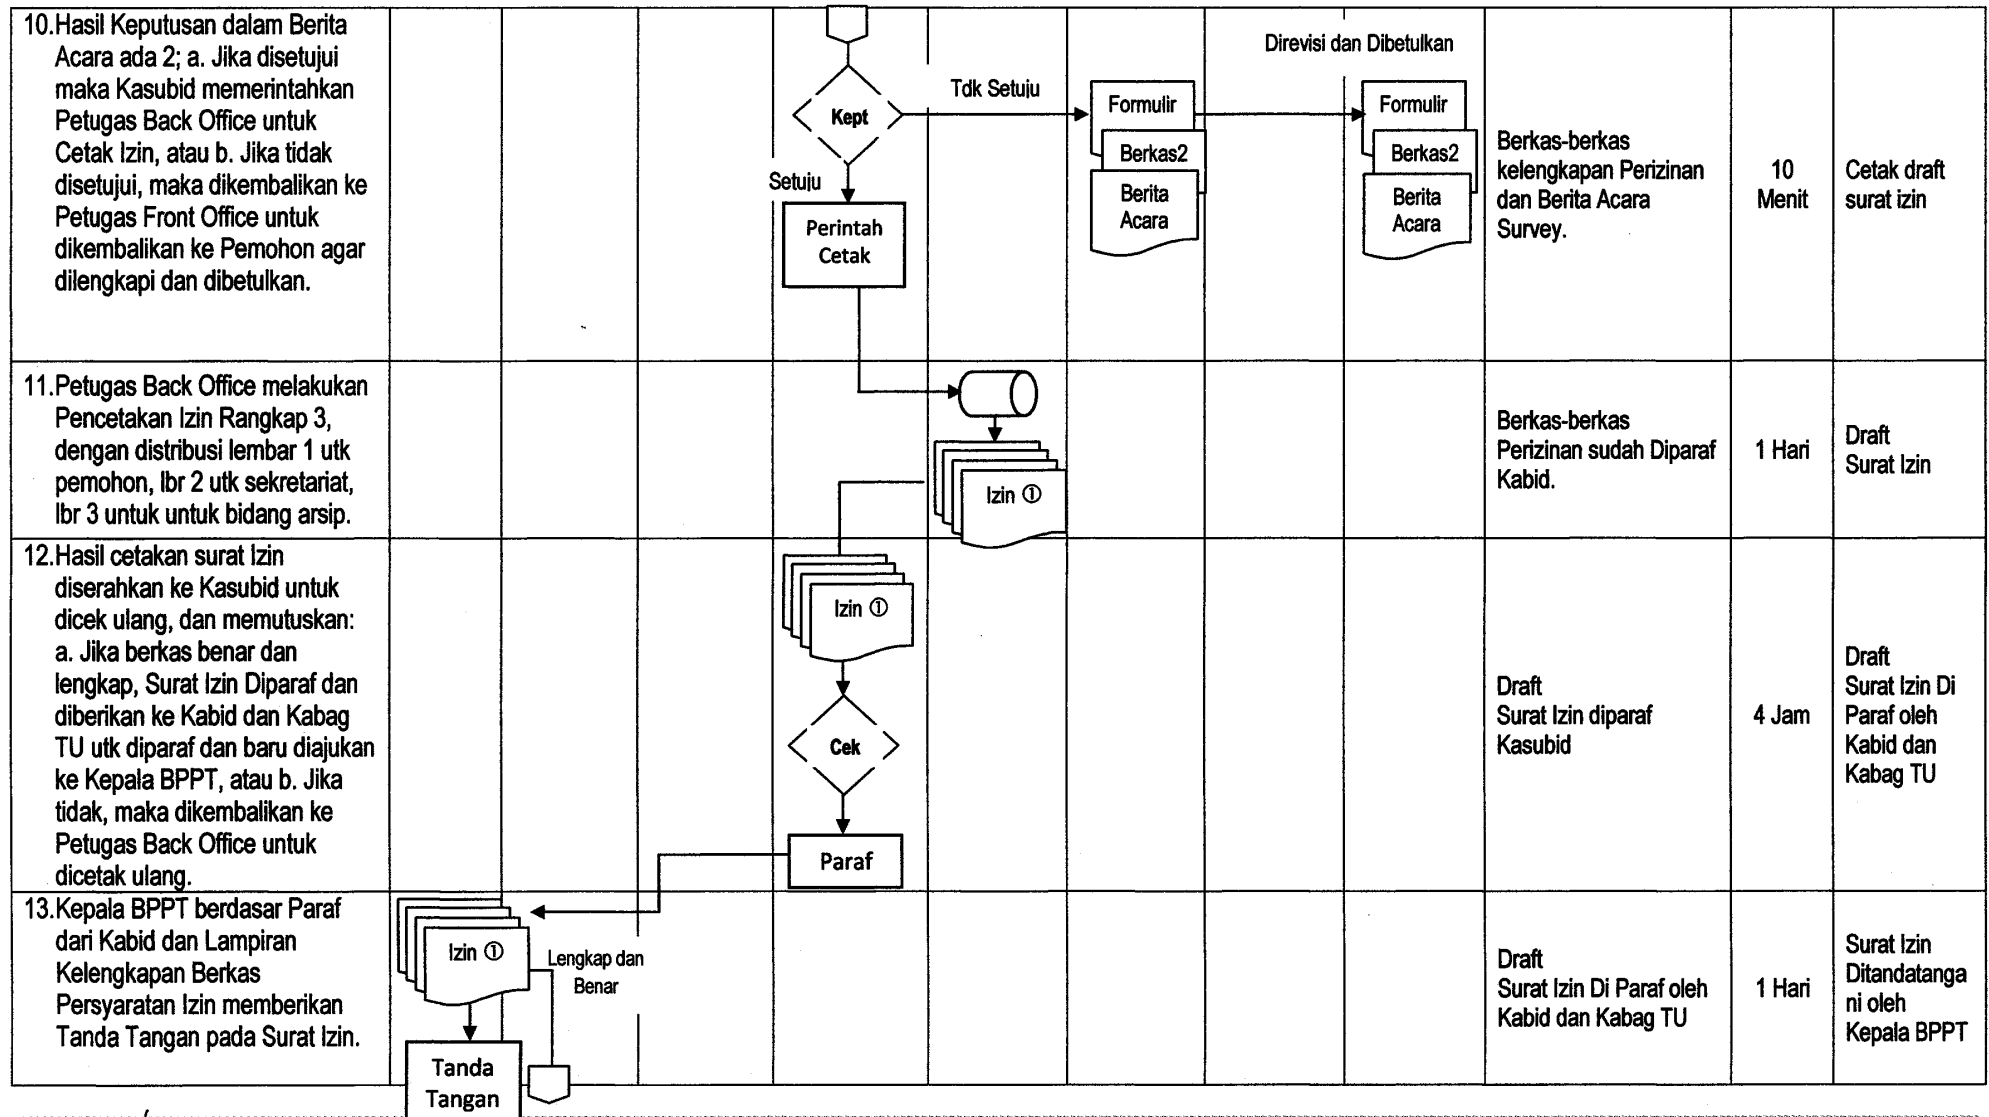 10.Hasil Keputusan dalam Berita
Acara ada 2; a. Jika disetujui
maka Kasubid memerintahkan
Petugas Back Office untuk
Cetak Izin, atau b. Jika tidak
disetujui, maka dikembalikan ke
Petugas Front Office untuk
dikembalikan ke Pemohon agar
dilengkapi dan dibetulkan.
Kept
Setuju
Tdk Setuju
Perintah
Cetak
Formulir
Berkas2
Berita
Acara
Direvisi dan Dibetulkan
Formulir
Berkas2
Berita
Acara
Berkas-berkas
kelengkapan Perizinan
dan Berita Acara
Survey.
10
Menit
Cetak draft
surat izin
11.Petugas Back Office melakukan
Pencetakan Izin Rangkap 3,
dengan distribusi lembar 1 utk
pemohon, lbr 2 utk sekretariat,
lbr 3 untuk untuk bidang arsip.
Izin ①
Berkas-berkas
Perizinan sudah Diparaf
Kabid.
1 Hari
Draft
Surat Izin
12.Hasil cetakan surat Izin
diserahkan ke Kasubid untuk
dicek ulang, dan memutuskan:
a. Jika berkas benar dan
lengkap, Surat Izin Diparaf dan
diberikan ke Kabid dan Kabag
TU utk diparaf dan baru diajukan
ke Kepala BPPT, atau b. Jika
tidak, maka dikembalikan ke
Petugas Back Office untuk
dicetak ulang.
Izin ①
Cek
Paraf
Draft
Surat Izin diparaf
Kasubid
4 Jam
Draft
Surat Izin Di
Paraf oleh
Kabid dan
Kabag TU
13.Kepala BPPT berdasar Paraf
dari Kabid dan Lampiran
Kelengkapan Berkas
Persyaratan Izin memberikan
Tanda Tangan pada Surat Izin.
Izin ①
Lengkap dan
Benar
Tanda
Tangan
Draft
Surat Izin Di Paraf oleh
Kabid dan Kabag TU
1 Hari
Surat Izin
Ditandatanga
ni oleh
Kepala BPPT